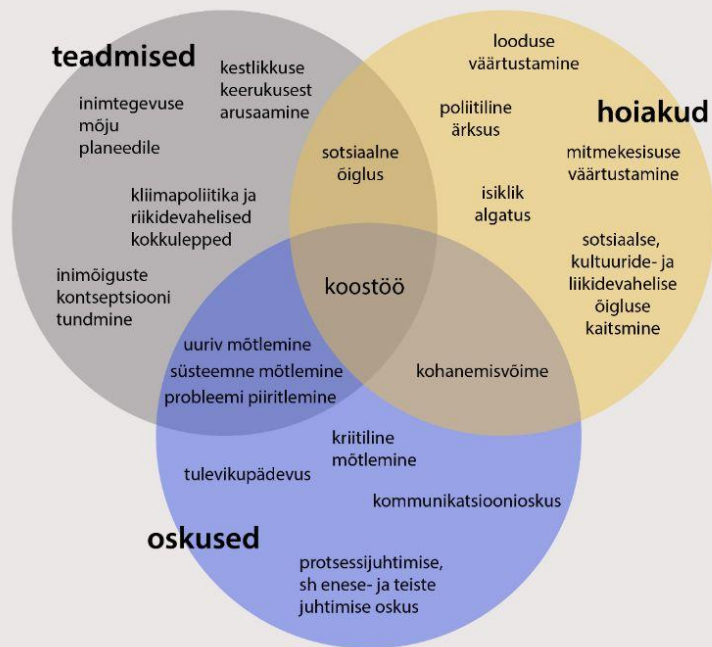 teadmised
kestlikkuse
keerukusest
arusaamine
inimtegevuse
mõju
planeedile
kliimapoliitika ja
riikidevahelised
kokkulepped
inimõiguste
kontseptsiooni
tundmine
sotsiaalne
õiglus
looduse
väärtustamine
hoiakud
poliitiline
ärksus
mitmekesisuse
väärtustamine
isiklik
algatus
sotsiaalse,
kultuuride- ja
liikidevahelise
õigluse
kaitsmine
koostöö
uuriv mõtlemine
süsteemne mõtlemine
probleemi piiritlemine
kohanemisvõime
kriitiline
mõtlemine
tulevikupädevus
kommunikatsioonioskus
oskused
protsessijuhtimise,
sh enese- ja teiste
juhtimise oskus